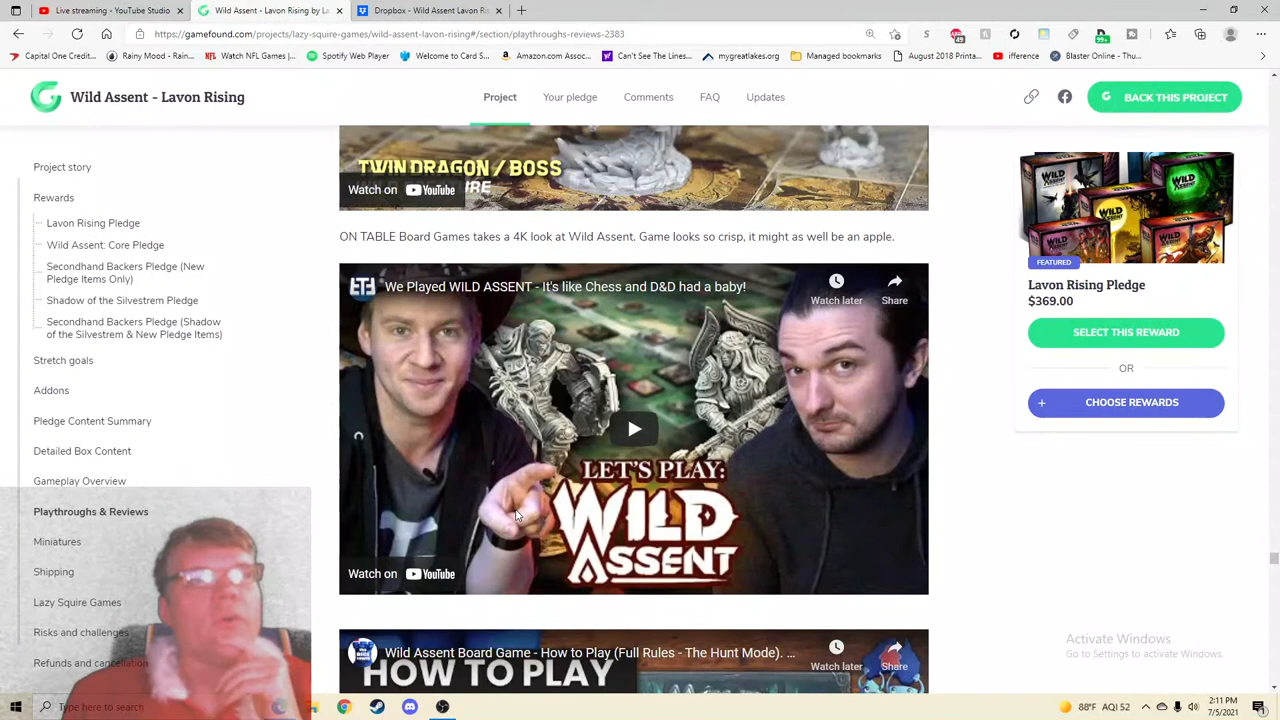 Live streaming - YouTube Studio
Wild Assent - Lavon Rising by La
Dropbox - Wild Assent Lavon Ris
https://gamefound.com/projects/lazy-squire-games/wild-assent-lavon-rising#/section/playthroughs-reviews-2383
Capital One Credit...
Rainy Mood - Rain...
Watch NFL Games |...
Spotify Web Player
Welcome to Card S...
Amazon.com Assoc...
Can't See The Lines...
mygreatlakes.org
Managed bookmarks
August 2018 Printa...
ifference
Blaster Online - Thu...
Wild Assent - Lavon Rising
Project
Your pledge
Comments
FAQ
Updates
BACK THIS PROJECT
Project story
Rewards
Lavon Rising Pledge
Wild Assent: Core Pledge
Secondhand Backers Pledge (New
Pledge Items Only)
Shadow of the Silvestrem Pledge
Secondhand Backers Pledge (Shadow
of the Silvestrem & New Pledge Items)
Stretch goals
Addons
Pledge Content Summary
Detailed Box Content
Gameplay Overview
Playthroughs & Reviews
Miniatures
Shipping
Lazy Squire Games
Risks and challenges
Refunds and cancellation
TWIN DRAGON / BOSS
Watch on YouTube
ON TABLE Board Games takes a 4K look at Wild Assent. Game looks so crisp, it might as well be an apple.
We Played WILD ASSENT - It's like Chess and D&D had a baby!
Watch later
Share
LET'S PLAY:
WILD
ASSENT
Watch on YouTube
Wild Assent Board Game - How to Play (Full Rules - The Hunt Mode). ...
Watch later
Share
HOW TO PLAY
WILD ASSENT
FEATURED
Lavon Rising Pledge
$369.00
SELECT THIS REWARD
OR
+ CHOOSE REWARDS
Activate Windows
Go to Settings to activate Windows.
Type here to search
88°F AQI 52
2:11 PM
7/5/2021